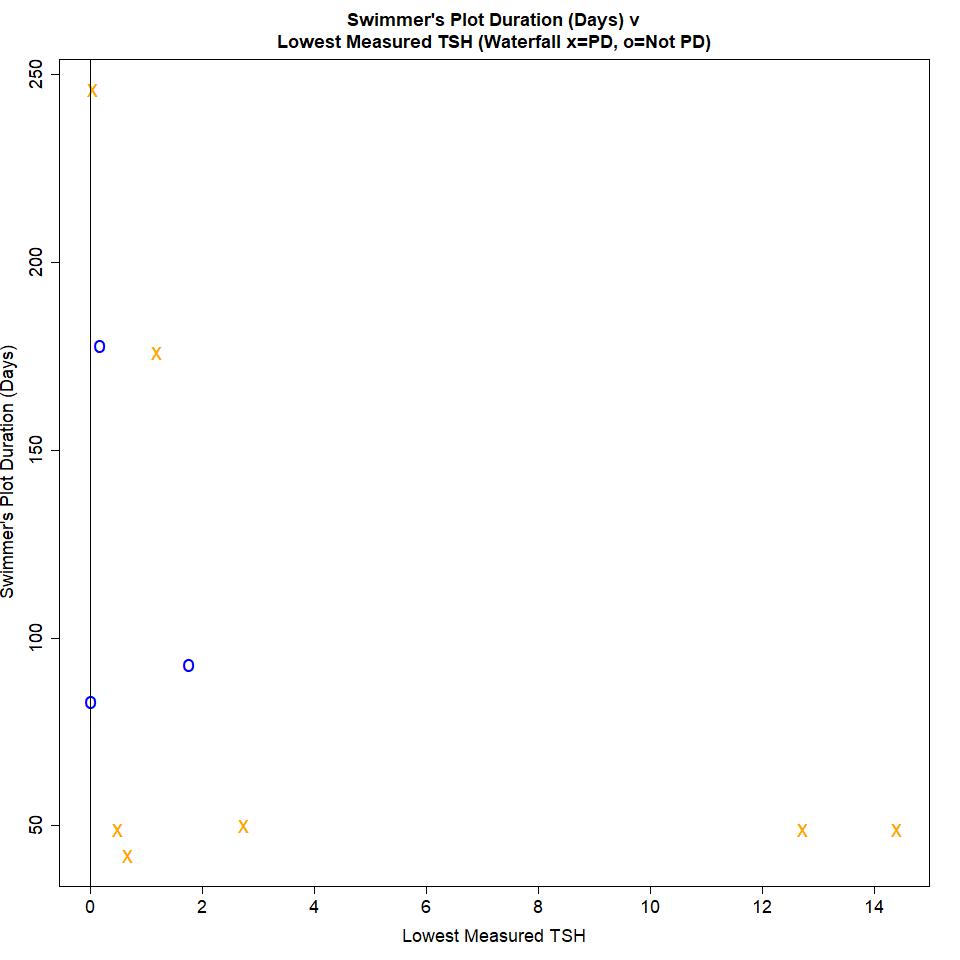 Swimmer's Plot Duration (Days) v
Lowest Measured TSH (Waterfall x=PD, o=Not PD)
Swimmer's Plot Duration (Days)
250
200
150
100
50
x
o
x
o
o
x
x
x
x
x
0 2 4 6 8 10 12 14
Lowest Measured TSH